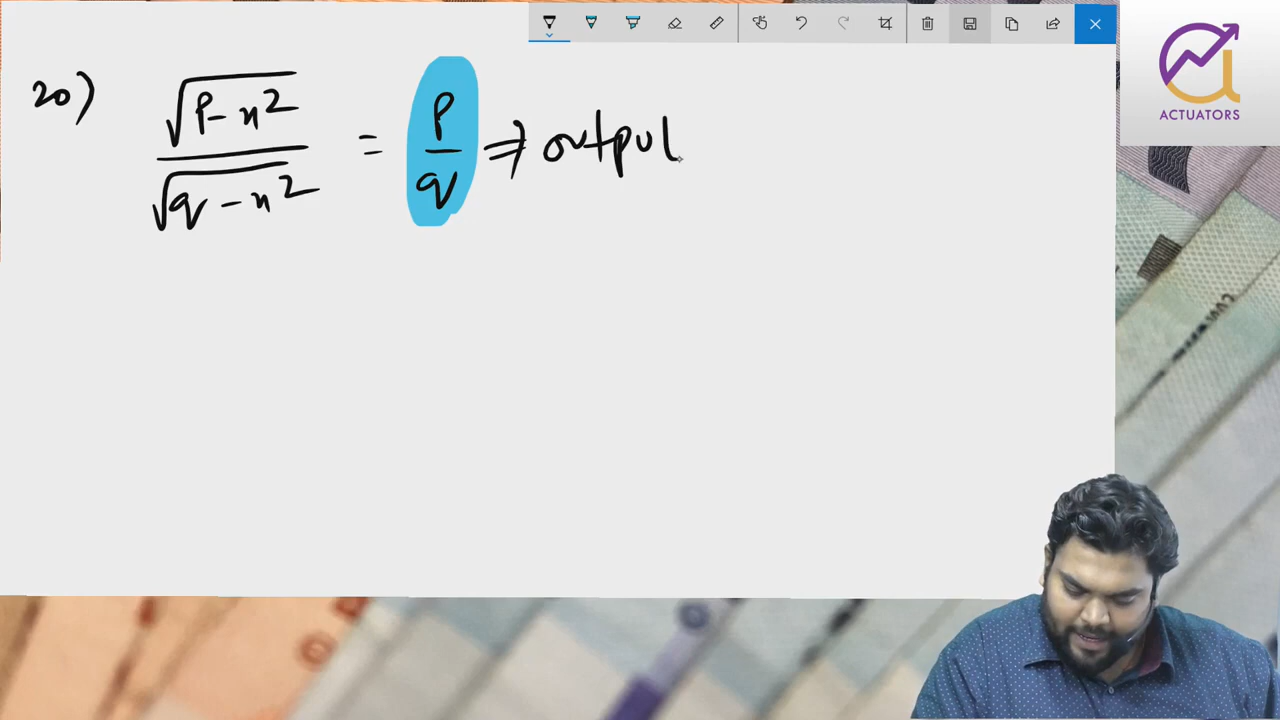 20) √(p-x²) / √(q-x²) = p/q ⇒ output
ACTUATORS